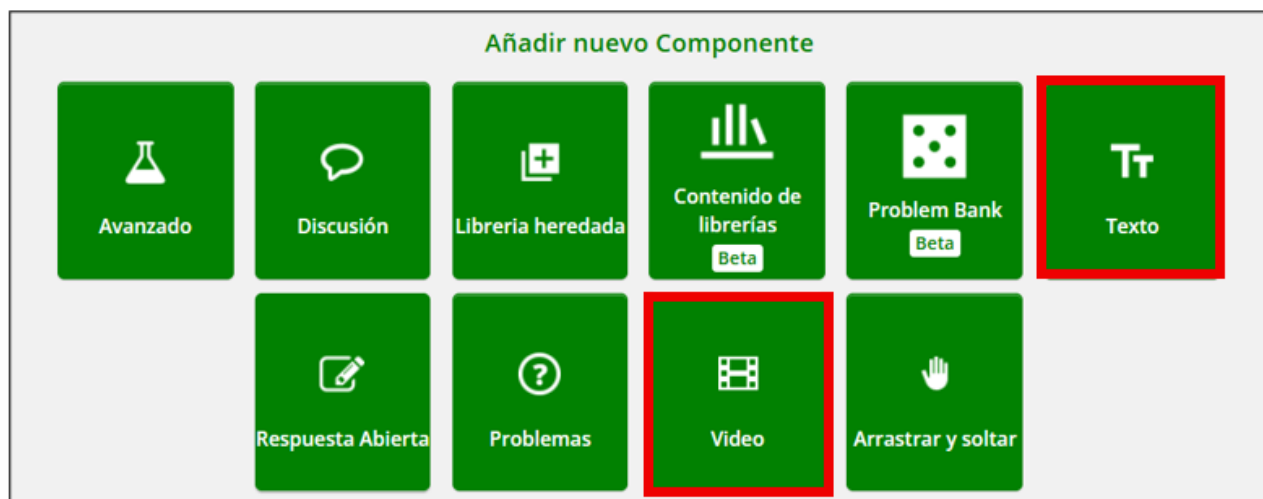 Añadir nuevo Componente
Avanzado
Discusión
Libreria heredada
Contenido de
librerías
Beta
Problem Bank
Beta
Texto
Respuesta Abierta
Problemas
Video
Arrastrar y soltar